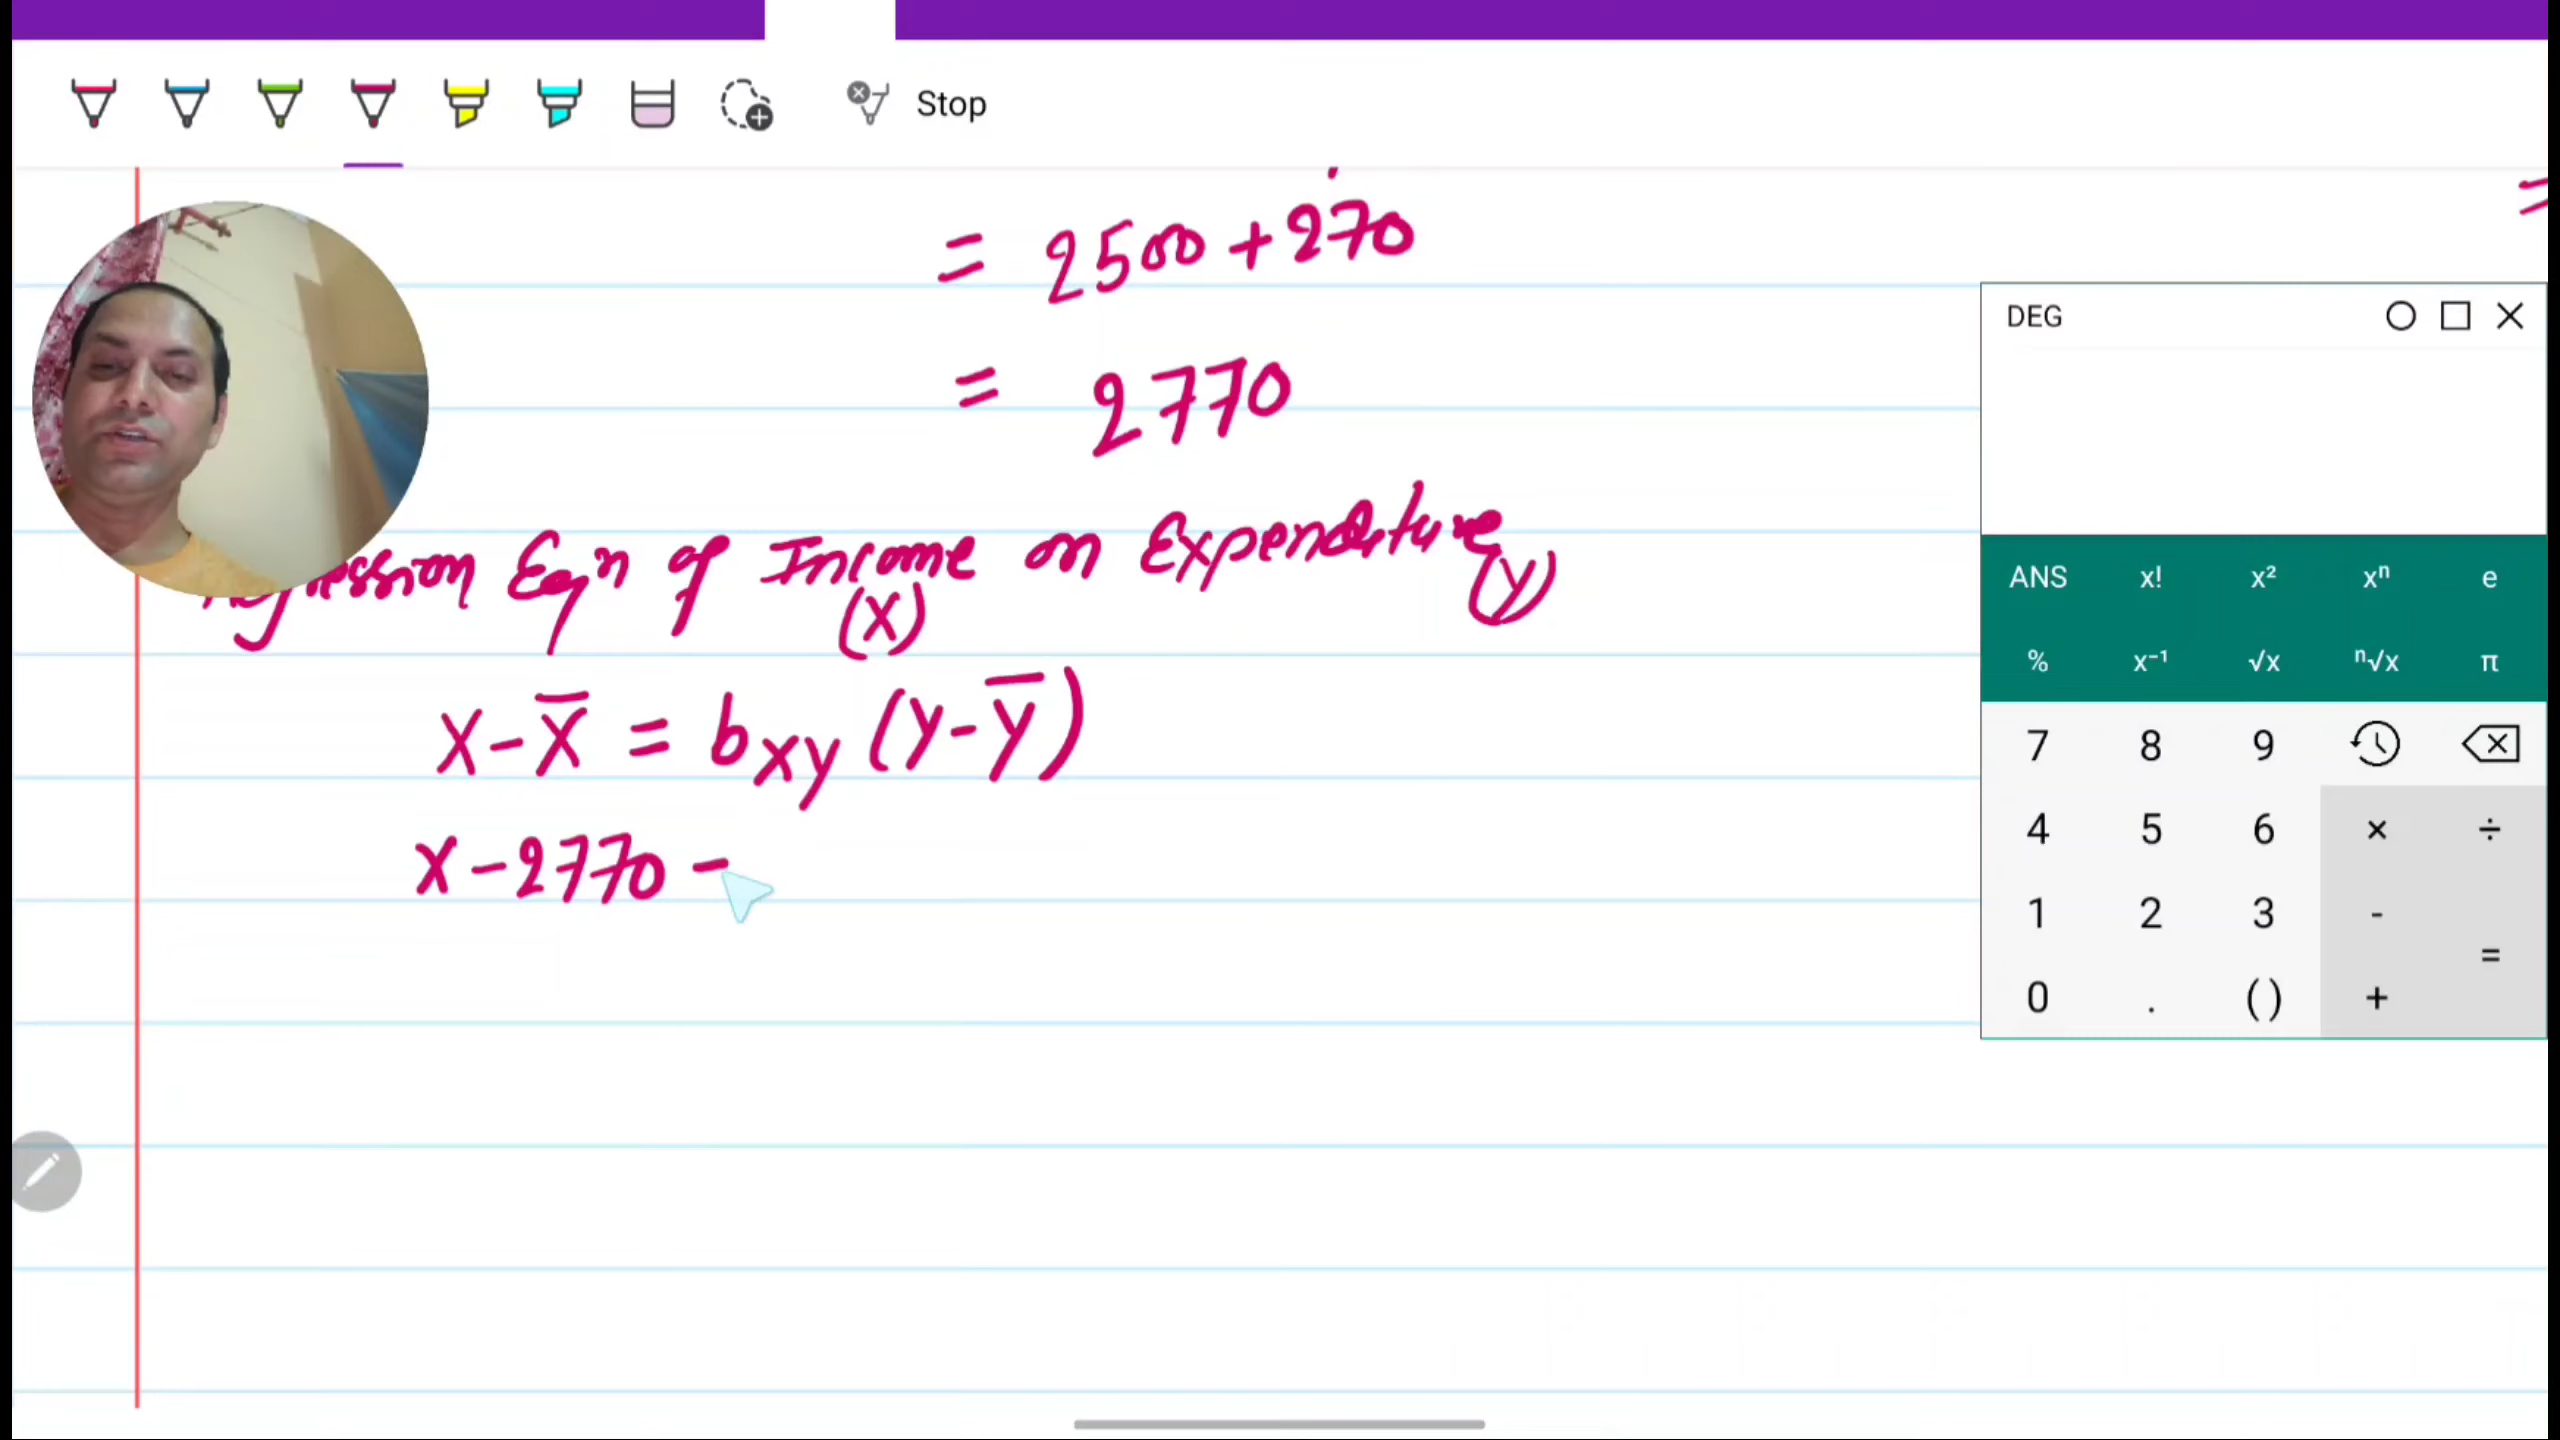 Stop
= 2500 + 270
=
= 2770
DEG
Eqn of Income on Expenditure
(X) (Y)
X - X̅ = bxy (Y - Y̅)
X - 2770 -
ANS x! x² xⁿ e
% x⁻¹ √x ⁿ√x π
7 8 9
4 5 6 × ÷
1 2 3 - =
0 . () +